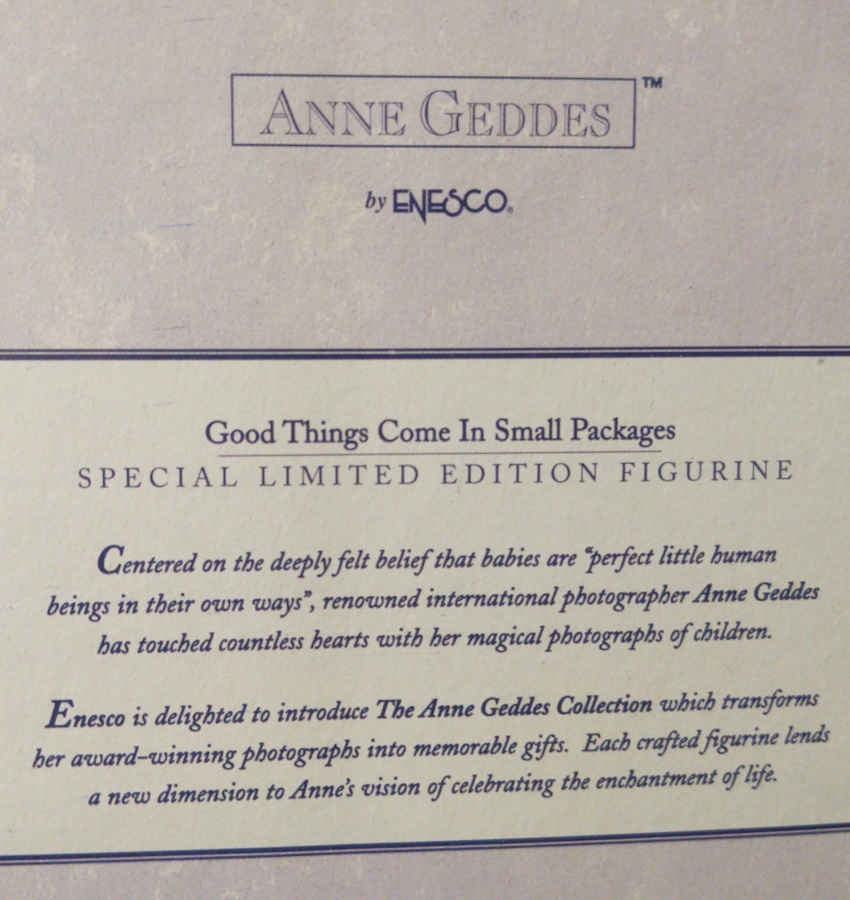 ANNE GEDDES™
by ENESCO®
Good Things Come In Small Packages
SPECIAL LIMITED EDITION FIGURINE
Centered on the deeply felt belief that babies are “perfect little human
beings in their own ways”, renowned international photographer Anne Geddes
has touched countless hearts with her magical photographs of children.
Enesco is delighted to introduce The Anne Geddes Collection which transforms
her award-winning photographs into memorable gifts. Each crafted figurine lends
a new dimension to Anne's vision of celebrating the enchantment of life.